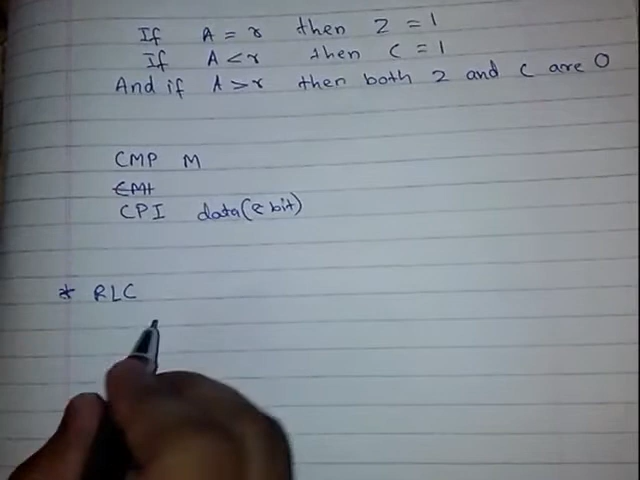 If A = r then Z = 1
If A < r then C = 1
And if A > r then both Z and C are 0
CMP M
CPI data (8 bit)
* RLC